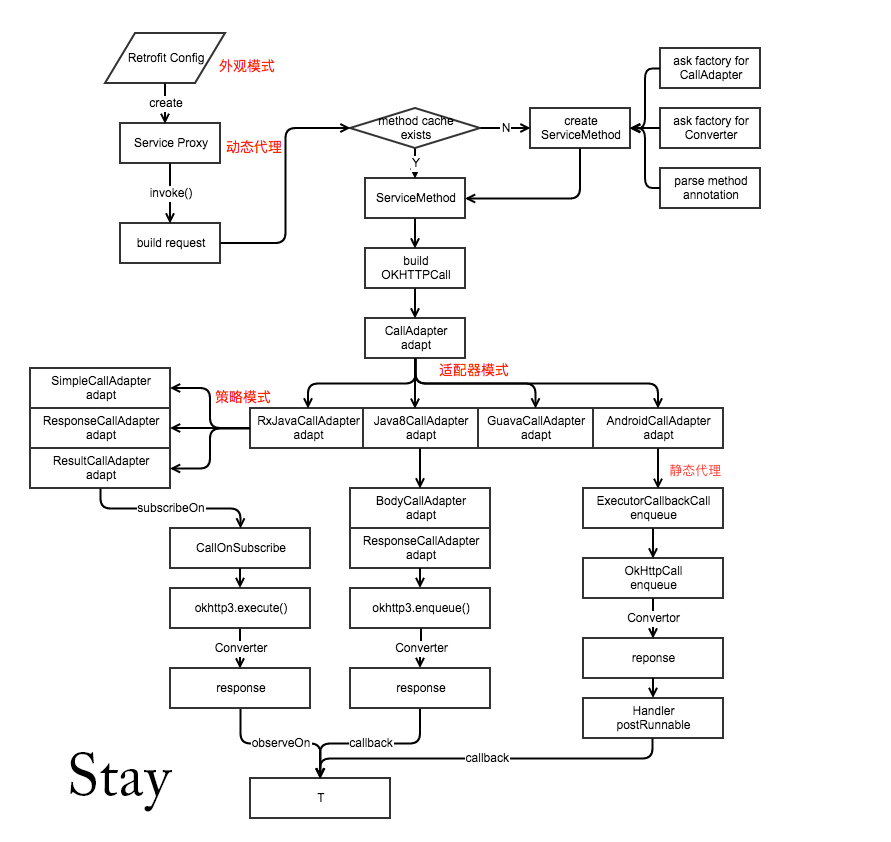 Retrofit Config
外观模式
create
Service Proxy
动态代理
invoke()
build request
method cache
exists
N
Y
create
ServiceMethod
ask factory for
CallAdapter
ask factory for
Converter
parse method
annotation
ServiceMethod
build
OKHTTPCall
CallAdapter
adapt
适配器模式
SimpleCallAdapter
adapt
ResponseCallAdapter
adapt
ResultCallAdapter
adapt
策略模式
RxJavaCallAdapter
adapt
Java8CallAdapter
adapt
GuavaCallAdapter
adapt
AndroidCallAdapter
adapt
静态代理
subscribeOn
CallOnSubscribe
okhttp3.execute()
Converter
response
observeOn
BodyCallAdapter
adapt
ResponseCallAdapter
adapt
okhttp3.enqueue()
Converter
response
callback
ExecutorCallbackCall
enqueue
OkHttpCall
enqueue
Convertor
reponse
Handler
postRunnable
callback
T
Stay